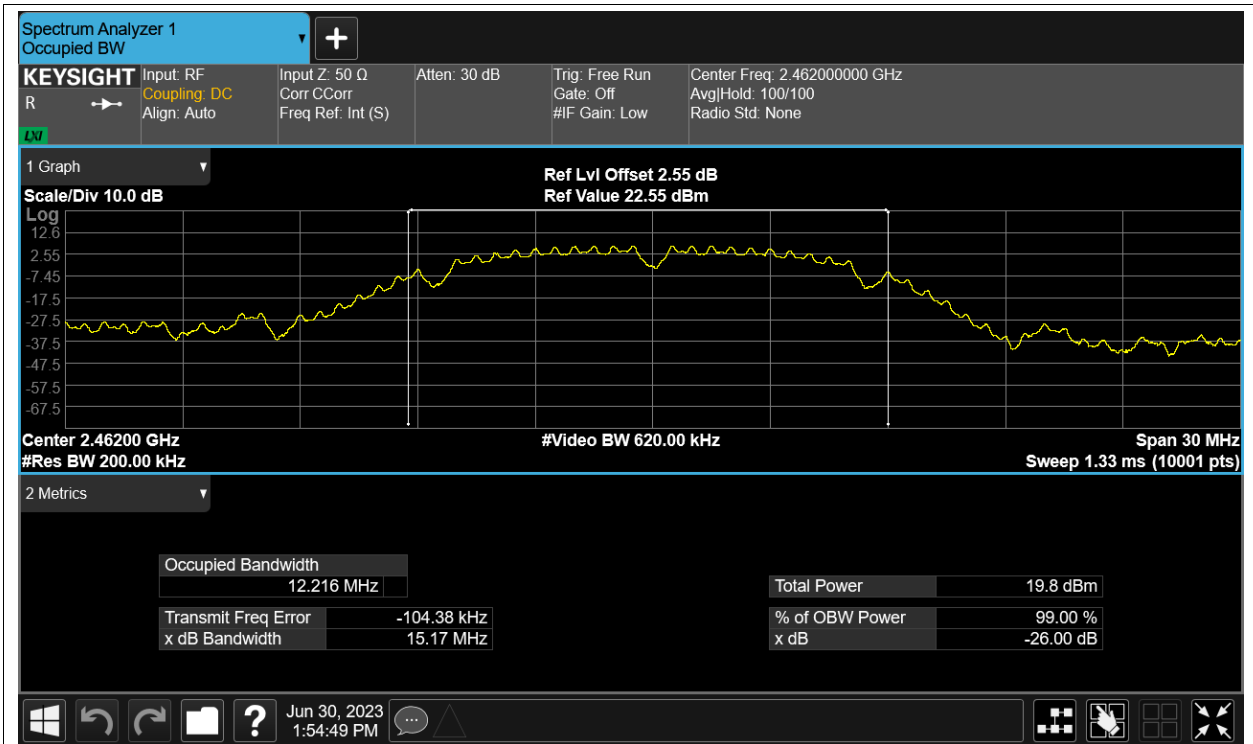 Spectrum Analyzer 1
Occupied BW
KEYSIGHT
R
LXI
Input: RF
Coupling: DC
Align: Auto
Input Z: 50 Ω
Corr CCorr
Freq Ref: Int (S)
Atten: 30 dB
Trig: Free Run
Gate: Off
#IF Gain: Low
Center Freq: 2.462000000 GHz
Avg|Hold: 100/100
Radio Std: None
1 Graph
Scale/Div 10.0 dB
Ref Lvl Offset 2.55 dB
Ref Value 22.55 dBm
Log
12.6
2.55
-7.45
-17.5
-27.5
-37.5
-47.5
-57.5
-67.5
Center 2.46200 GHz
#Video BW 620.00 kHz
Span 30 MHz
#Res BW 200.00 kHz
Sweep 1.33 ms (10001 pts)
2 Metrics
Occupied Bandwidth
12.216 MHz
Total Power 19.8 dBm
Transmit Freq Error -104.38 kHz
% of OBW Power 99.00 %
x dB Bandwidth 15.17 MHz
x dB -26.00 dB
?
Jun 30, 2023
1:54:49 PM